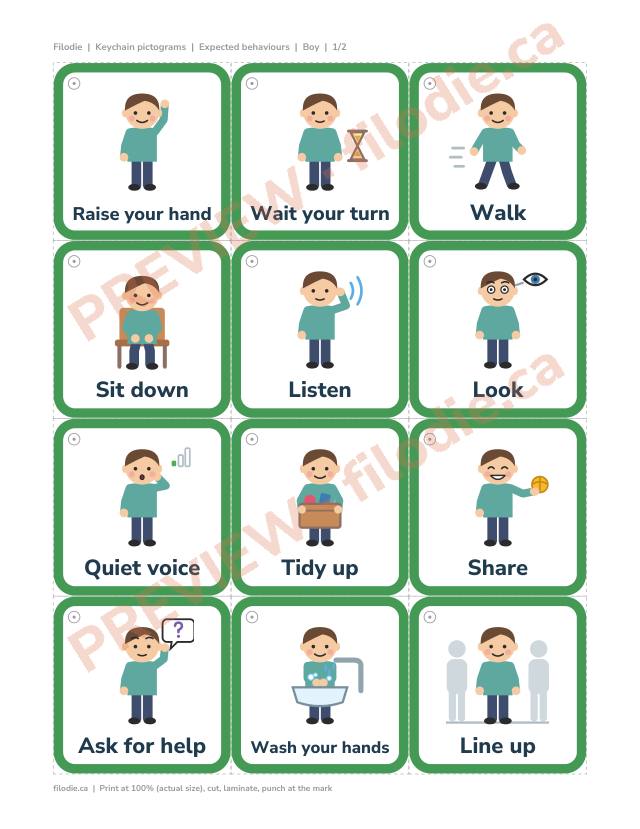 Filodie | Keychain pictograms | Expected behaviours | Boy | 1/2
Raise your hand
Wait your turn
Walk
Sit down
Listen
Look
Quiet voice
Tidy up
Share
?
Ask for help
Wash your hands
Line up
PREVIEW · filodie.ca
PREVIEW · filodie.ca
filodie.ca | Print at 100% (actual size), cut, laminate, punch at the mark